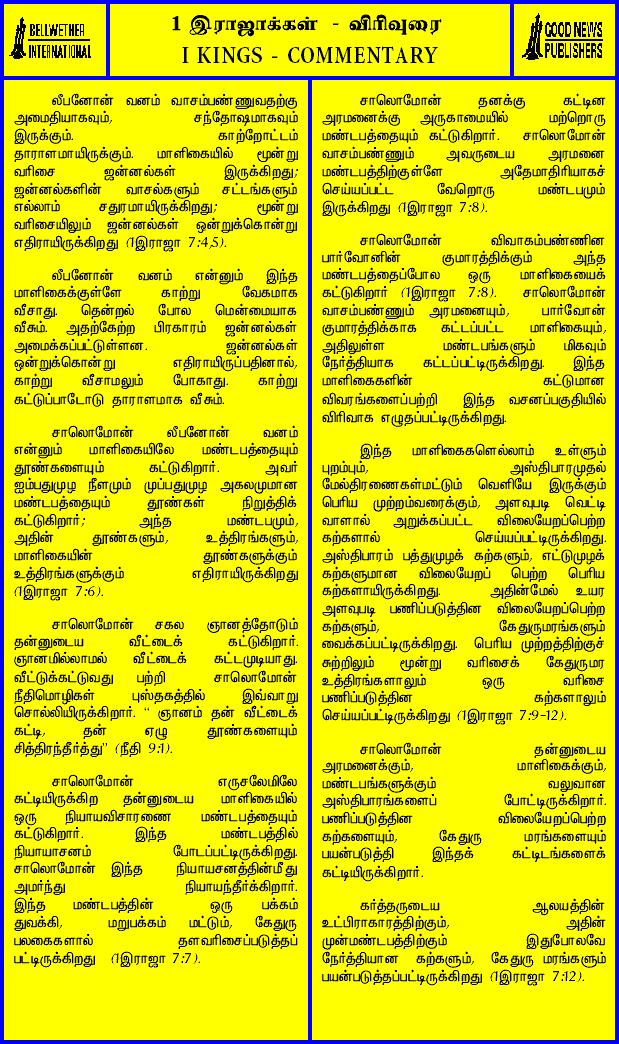 BELLWETHER
INTERNATIONAL
1 இராஜாக்கள் - விரிவுரை
I KINGS - COMMENTARY
GOOD NEWS
PUBLISHERS
லீபனோன் வனம் வாசம்பண்ணுவதற்கு
அமைதியாகவும், சந்தோஷமாகவும்
இருக்கும். காற்றோட்டம்
தாராளமாயிருக்கும். மாளிகையில் மூன்று
வரிசை ஜன்னல்கள் இருக்கிறது;
ஜன்னல்களின் வாசல்களும் சட்டங்களும்
எல்லாம் சதுரமாயிருக்கிறது; மூன்று
வரிசையிலும் ஜன்னல்கள் ஒன்றுக்கொன்று
எதிராயிருக்கிறது (1இராஜா 7:4,5).
லீபனோன் வனம் என்னும் இந்த
மாளிகைக்குள்ளே காற்று வேகமாக
வீசாது. தென்றல் போல மென்மையாக
வீசும். அதற்கேற்ற பிரகாரம் ஜன்னல்கள்
அமைக்கப்பட்டுள்ளன. ஜன்னல்கள்
ஒன்றுக்கொன்று எதிராயிருப்பதினால்,
காற்று வீசாமலும் போகாது. காற்று
கட்டுப்பாடோடு தாராளமாக வீசும்.
சாலொமோன் லீபனோன் வனம்
என்னும் மாளிகையிலே மண்டபத்தையும்
தூண்களையும் கட்டுகிறார். அவர்
ஐம்பதுமுழ நீளமும் முப்பதுமுழ அகலமுமான
மண்டபத்தையும் தூண்கள் நிறுத்திக்
கட்டுகிறார்; அந்த மண்டபமும்,
அதின் தூண்களும், உத்திரங்களும்,
மாளிகையின் தூண்களுக்கும்
உத்திரங்களுக்கும் எதிராயிருக்கிறது
(1இராஜா 7:6).
சாலொமோன் சகல ஞானத்தோடும்
தன்னுடைய வீட்டைக் கட்டுகிறார்.
ஞானமில்லாமல் வீட்டைக் கட்டமுடியாது.
வீட்டுக்கட்டுவது பற்றி சாலொமோன்
நீதிமொழிகள் புஸ்தகத்தில் இவ்வாறு
சொல்லியிருக்கிறார். “ ஞானம் தன் வீட்டைக்
கட்டி, தன் ஏழு தூண்களையும்
சித்திரந்தீர்த்து” (நீதி 9:1).
சாலொமோன் எருசலேமிலே
கட்டியிருக்கிற தன்னுடைய மாளிகையில்
ஒரு நியாயவிசாரணை மண்டபத்தையும்
கட்டுகிறார். இந்த மண்டபத்தில்
நியாயாசனம் போடப்பட்டிருக்கிறது.
சாலொமோன் இந்த நியாயசனத்தின்மீது
அமர்ந்து நியாயந்தீர்க்கிறார்.
இந்த மண்டபத்தின் ஒரு பக்கம்
துவக்கி, மறுபக்கம் மட்டும், கேதுரு
பலகைகளால் தளவரிசைப்படுத்தப்
பட்டிருக்கிறது (1இராஜா 7:7).
சாலொமோன் தனக்கு கட்டின
அரமனைக்கு அருகாமையில் மற்றொரு
மண்டபத்தையும் கட்டுகிறார். சாலொமோன்
வாசம்பண்ணும் அவருடைய அரமனை
மண்டபத்திற்குள்ளே அதேமாதிரியாகச்
செய்யப்பட்ட வேறொரு மண்டபமும்
இருக்கிறது (1இராஜா 7:8).
சாலொமோன் விவாகம்பண்ணின
பார்வோனின் குமாரத்திக்கும் அந்த
மண்டபத்தைப்போல ஒரு மாளிகையைக்
கட்டுகிறார் (1இராஜா 7:8). சாலொமோன்
வாசம்பண்ணும் அரமனையும், பார்வோன்
குமாரத்திக்காக கட்டப்பட்ட மாளிகையும்,
அதிலுள்ள மண்டபங்களும் மிகவும்
நேர்த்தியாக கட்டப்பட்டிருக்கிறது. இந்த
மாளிகைகளின் கட்டுமான
விவரங்களைப்பற்றி இந்த வசனப்பகுதியில்
விரிவாக எழுதப்பட்டிருக்கிறது.
இந்த மாளிகைகளெல்லாம் உள்ளும்
புறம்பும், அஸ்திபாரமுதல்
மேல்திரணைகள்மட்டும் வெளியே இருக்கும்
பெரிய முற்றம்வரைக்கும், அளவுபடி வெட்டி
வாளால் அறுக்கப்பட்ட விலையேறப்பெற்ற
கற்களால் செய்யப்பட்டிருக்கிறது.
அஸ்திபாரம் பத்துமுழக் கற்களும், எட்டுமுழக்
கற்களுமான விலையேறப் பெற்ற பெரிய
கற்களாயிருக்கிறது. அதின்மேல் உயர
அளவுபடி பணிப்படுத்தின விலையேறப்பெற்ற
கற்களும், கேதுருமரங்களும்
வைக்கப்பட்டிருக்கிறது. பெரிய முற்றத்திற்குச்
சுற்றிலும் மூன்று வரிசைக் கேதுருமர
உத்திரங்களாலும் ஒரு வரிசை
பணிப்படுத்தின கற்களாலும்
செய்யப்பட்டிருக்கிறது (1இராஜா 7:9-12).
சாலொமோன் தன்னுடைய
அரமனைக்கும், மாளிகைக்கும்,
மண்டபங்களுக்கும் வலுவான
அஸ்திபாரங்களைப் போட்டிருக்கிறார்.
பணிப்படுத்தின விலையேறப்பெற்ற
கற்களையும், கேதுரு மரங்களையும்
பயன்படுத்தி இந்தக் கட்டிடங்களைக்
கட்டியிருக்கிறார்.
கர்த்தருடைய ஆலயத்தின்
உட்பிராகாரத்திற்கும், அதின்
முன்மண்டபத்திற்கும் இதுபோலவே
நேர்த்தியான கற்களும், கேதுரு மரங்களும்
பயன்படுத்தப்பட்டிருக்கிறது (1இராஜா 7:12).